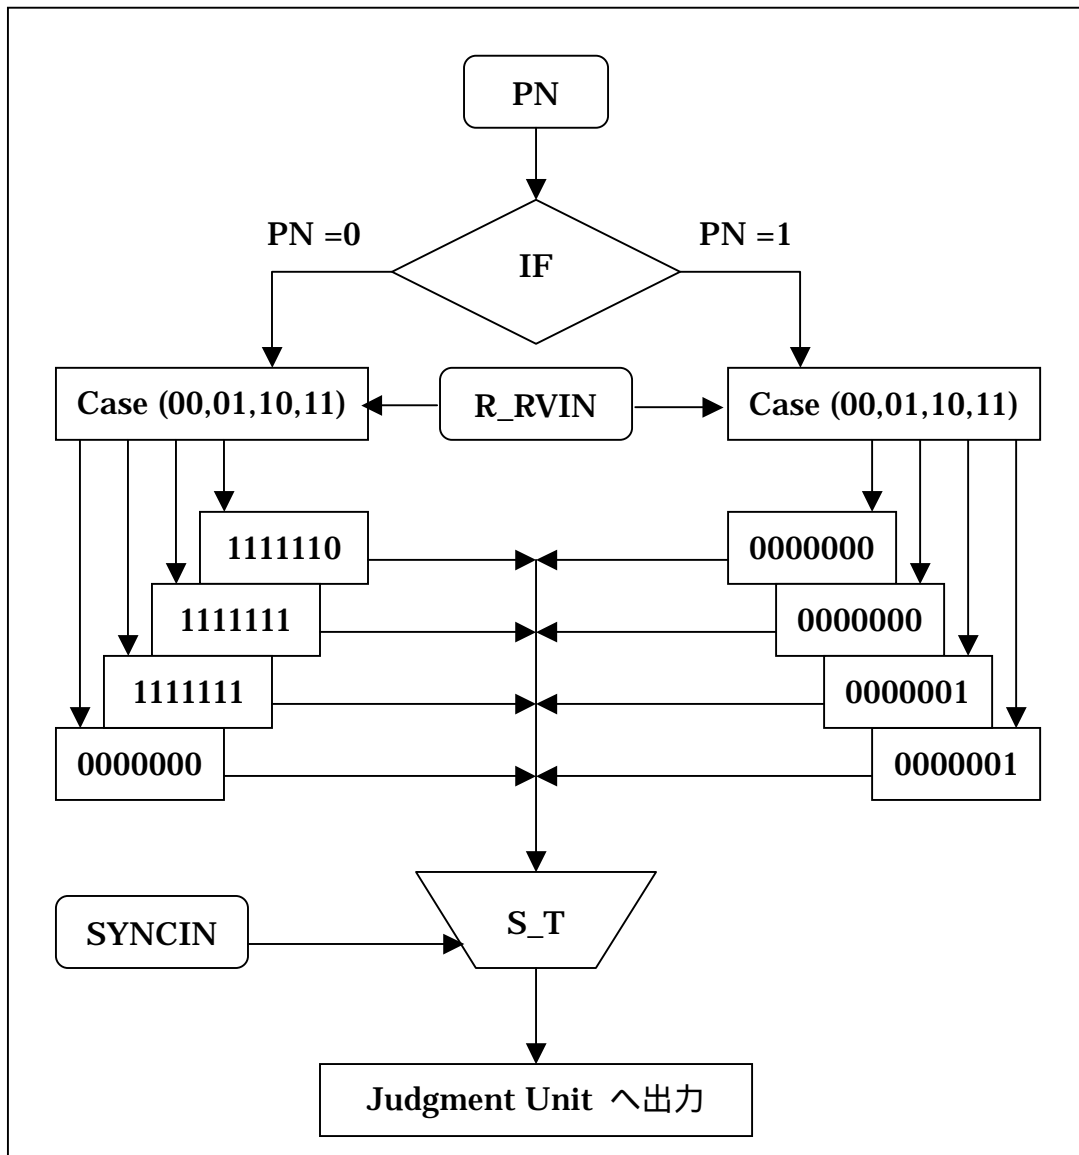 PN
PN =0
PN =1
IF
Case (00,01,10,11)
R_RVIN
Case (00,01,10,11)
1111110
0000000
1111111
0000000
1111111
0000001
0000000
0000001
SYNCIN
S_T
Judgment Unit へ出力